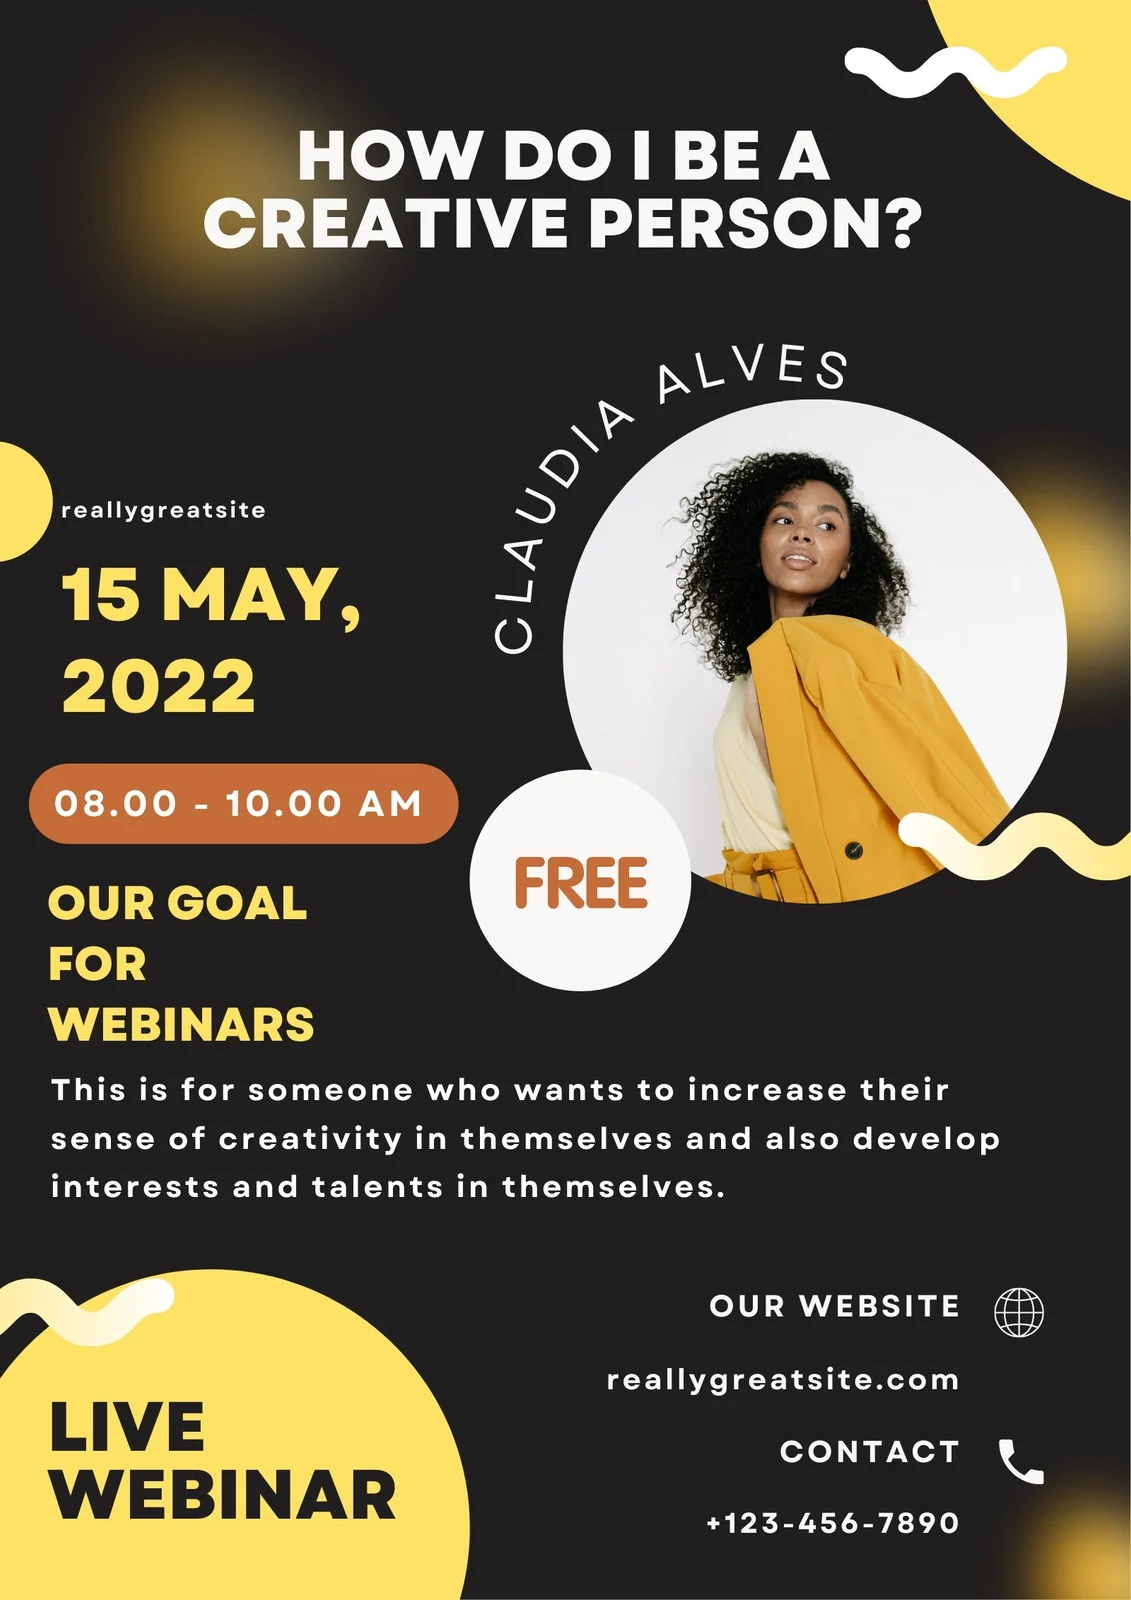 HOW DO I BE A
CREATIVE PERSON?
CLAUDIA ALVES
reallygreatsite
15 MAY,
2022
08.00 - 10.00 AM
FREE
OUR GOAL
FOR
WEBINARS
This is for someone who wants to increase their
sense of creativity in themselves and also develop
interests and talents in themselves.
OUR WEBSITE
reallygreatsite.com
CONTACT
+123-456-7890
LIVE
WEBINAR